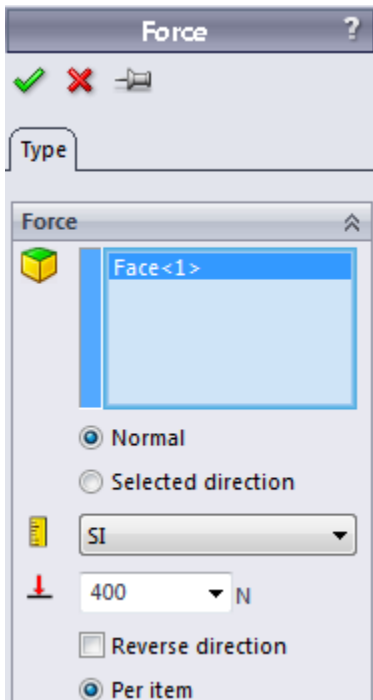 Force ?
Type
Force
Face<1>
Normal
Selected direction
SI
400 N
Reverse direction
Per item